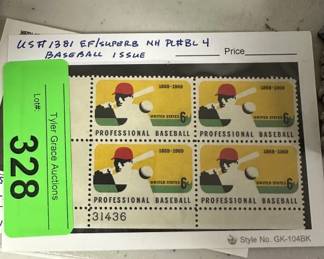 US# 1381 EF/SUPERB NH PL#BL 4
BASEBALL ISSUE
Price
Lot#:
328
Tyler Grace Auctions
1869-1969
6c
UNITED STATES
PROFESSIONAL BASEBALL
1869-1969
6c
UNITED STATES
PROFESSIONAL BASEBALL
1869-1969
6c
UNITED STATES
PROFESSIONAL BASEBALL
1869-1969
6c
UNITED STATES
PROFESSIONAL BASEBALL
31436
Style No. GK-104BK